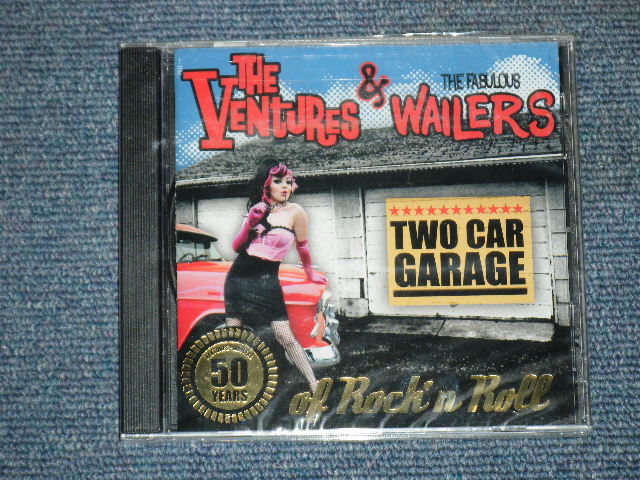 THE
VENTURES
&
THE FABULOUS
WAILERS
TWO CAR
GARAGE
50
YEARS
of Rock'n Roll